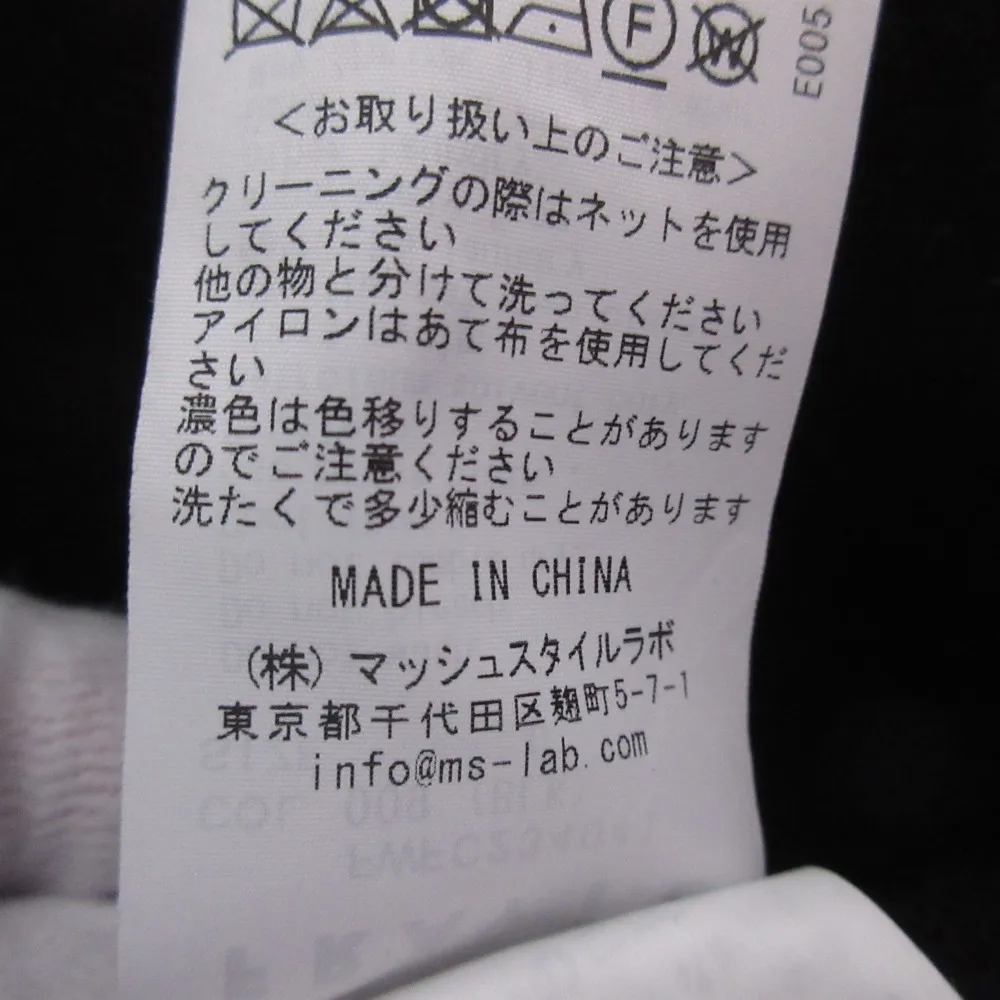 F W
E005
<お取り扱い上のご注意>
クリーニングの際はネットを使用
してください
他の物と分けて洗ってください
アイロンはあて布を使用してくだ
さい
濃色は色移りすることがあります
のでご注意ください
洗たくで多少縮むことがあります
MADE IN CHINA
(株) マッシュスタイルラボ
東京都千代田区麹町5-7-1
info@ms-lab.com